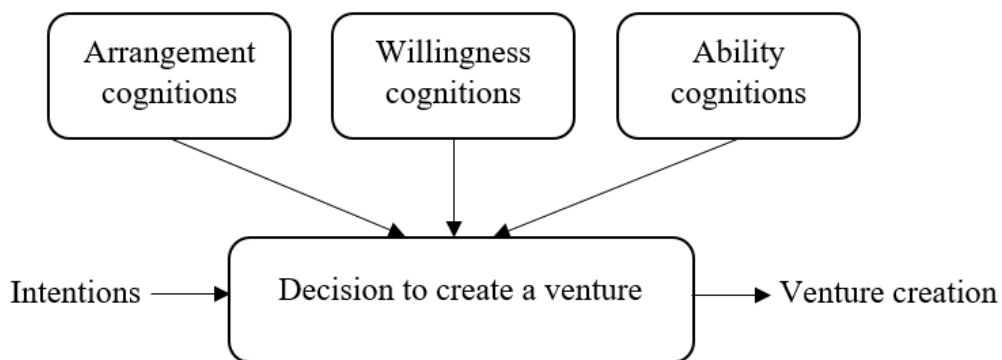 Arrangement
cognitions
Willingness
cognitions
Ability
cognitions
Intentions
Decision to create a venture
Venture creation